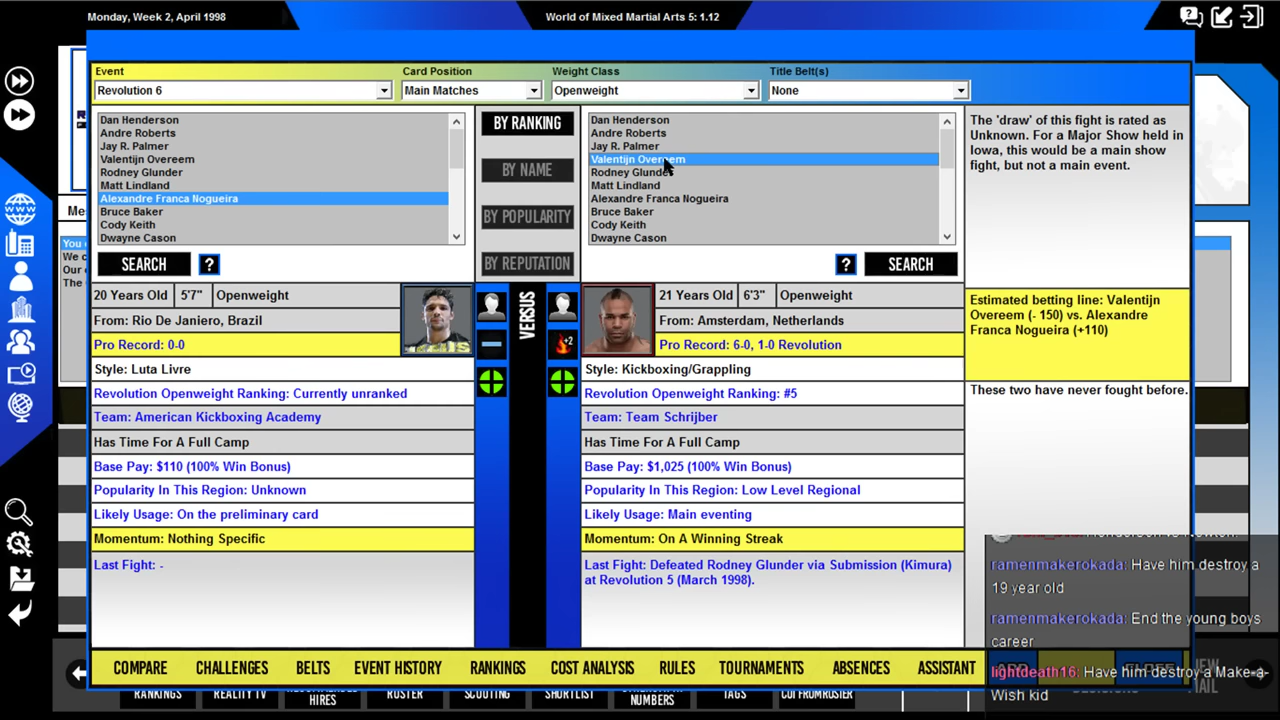 Monday, Week 2, April 1998
World of Mixed Martial Arts 5: 1.12
Event
Card Position
Weight Class
Title Belt(s)
Revolution 6
Main Matches
Openweight
None
Dan Henderson
Andre Roberts
Jay R. Palmer
Valentijn Overeem
Rodney Glunder
Matt Lindland
Alexandre Franca Nogueira
Bruce Baker
Cody Keith
Dwayne Cason
BY RANKING
BY NAME
BY POPULARITY
BY REPUTATION
Dan Henderson
Andre Roberts
Jay R. Palmer
Valentijn Overeem
Rodney Glunder
Matt Lindland
Alexandre Franca Nogueira
Bruce Baker
Cody Keith
Dwayne Cason
The 'draw' of this fight is rated as
Unknown. For a Major Show held in
Iowa, this would be a main show
fight, but not a main event.
SEARCH
?
?
SEARCH
20 Years Old
5'7"
Openweight
From: Rio De Janiero, Brazil
Pro Record: 0-0
Style: Luta Livre
Revolution Openweight Ranking: Currently unranked
Team: American Kickboxing Academy
Has Time For A Full Camp
Base Pay: $110 (100% Win Bonus)
Popularity In This Region: Unknown
Likely Usage: On the preliminary card
Momentum: Nothing Specific
Last Fight: -
VERSUS
+2
21 Years Old
6'3"
Openweight
From: Amsterdam, Netherlands
Pro Record: 6-0, 1-0 Revolution
Style: Kickboxing/Grappling
Revolution Openweight Ranking: #5
Team: Team Schrijber
Has Time For A Full Camp
Base Pay: $1,025 (100% Win Bonus)
Popularity In This Region: Low Level Regional
Likely Usage: Main eventing
Momentum: On A Winning Streak
Last Fight: Defeated Rodney Glunder via Submission (Kimura)
at Revolution 5 (March 1998).
Estimated betting line: Valentijn
Overeem (- 150) vs. Alexandre
Franca Nogueira (+110)
These two have never fought before.
ramenmakerokada: Have him destroy a
19 year old
ramenmakerokada: End the young boys
career
lightdeath16: Have him destroy a Make-a-
Wish kid
COMPARE
CHALLENGES
BELTS
EVENT HISTORY
RANKINGS
COST ANALYSIS
RULES
TOURNAMENTS
ABSENCES
ASSISTANT
RANKINGS
REALITY TV
HIRES
ROSTER
SCOUTING
SHORTLIST
NUMBERS
TAGS